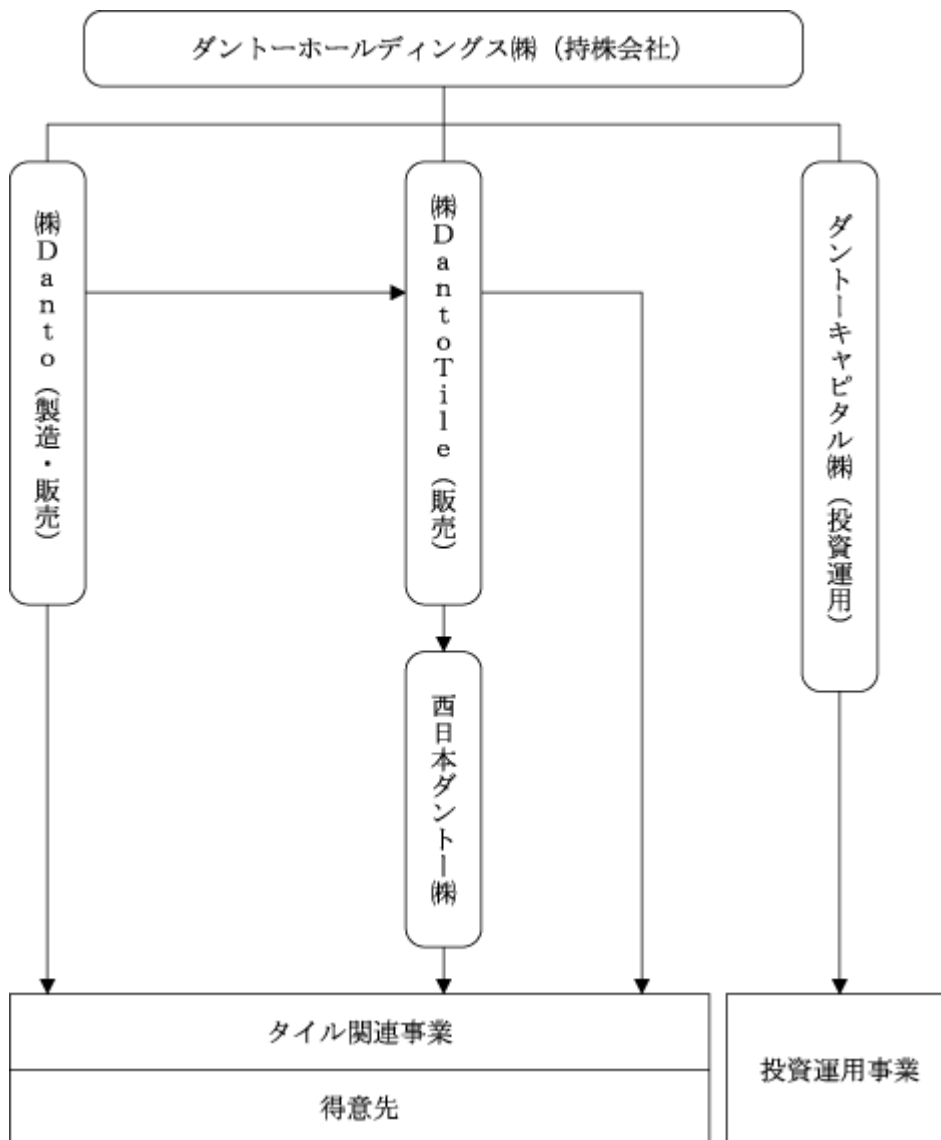 ダントーホールディングス㈱（持株会社）
㈱Danto（製造・販売）
㈱DantoTile（販売）
ダントーキャピタル㈱（投資運用）
西日本ダントー㈱
タイル関連事業
得意先
投資運用事業